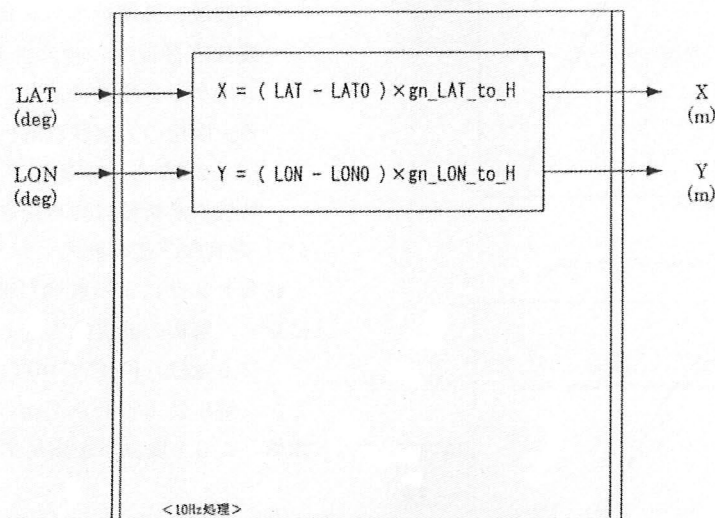 LAT
(deg)
X = ( LAT - LAT0 ) ×gn_LAT_to_H
X
(m)
LON
(deg)
Y = ( LON - LON0 ) ×gn_LON_to_H
Y
(m)
<10Hz処理>